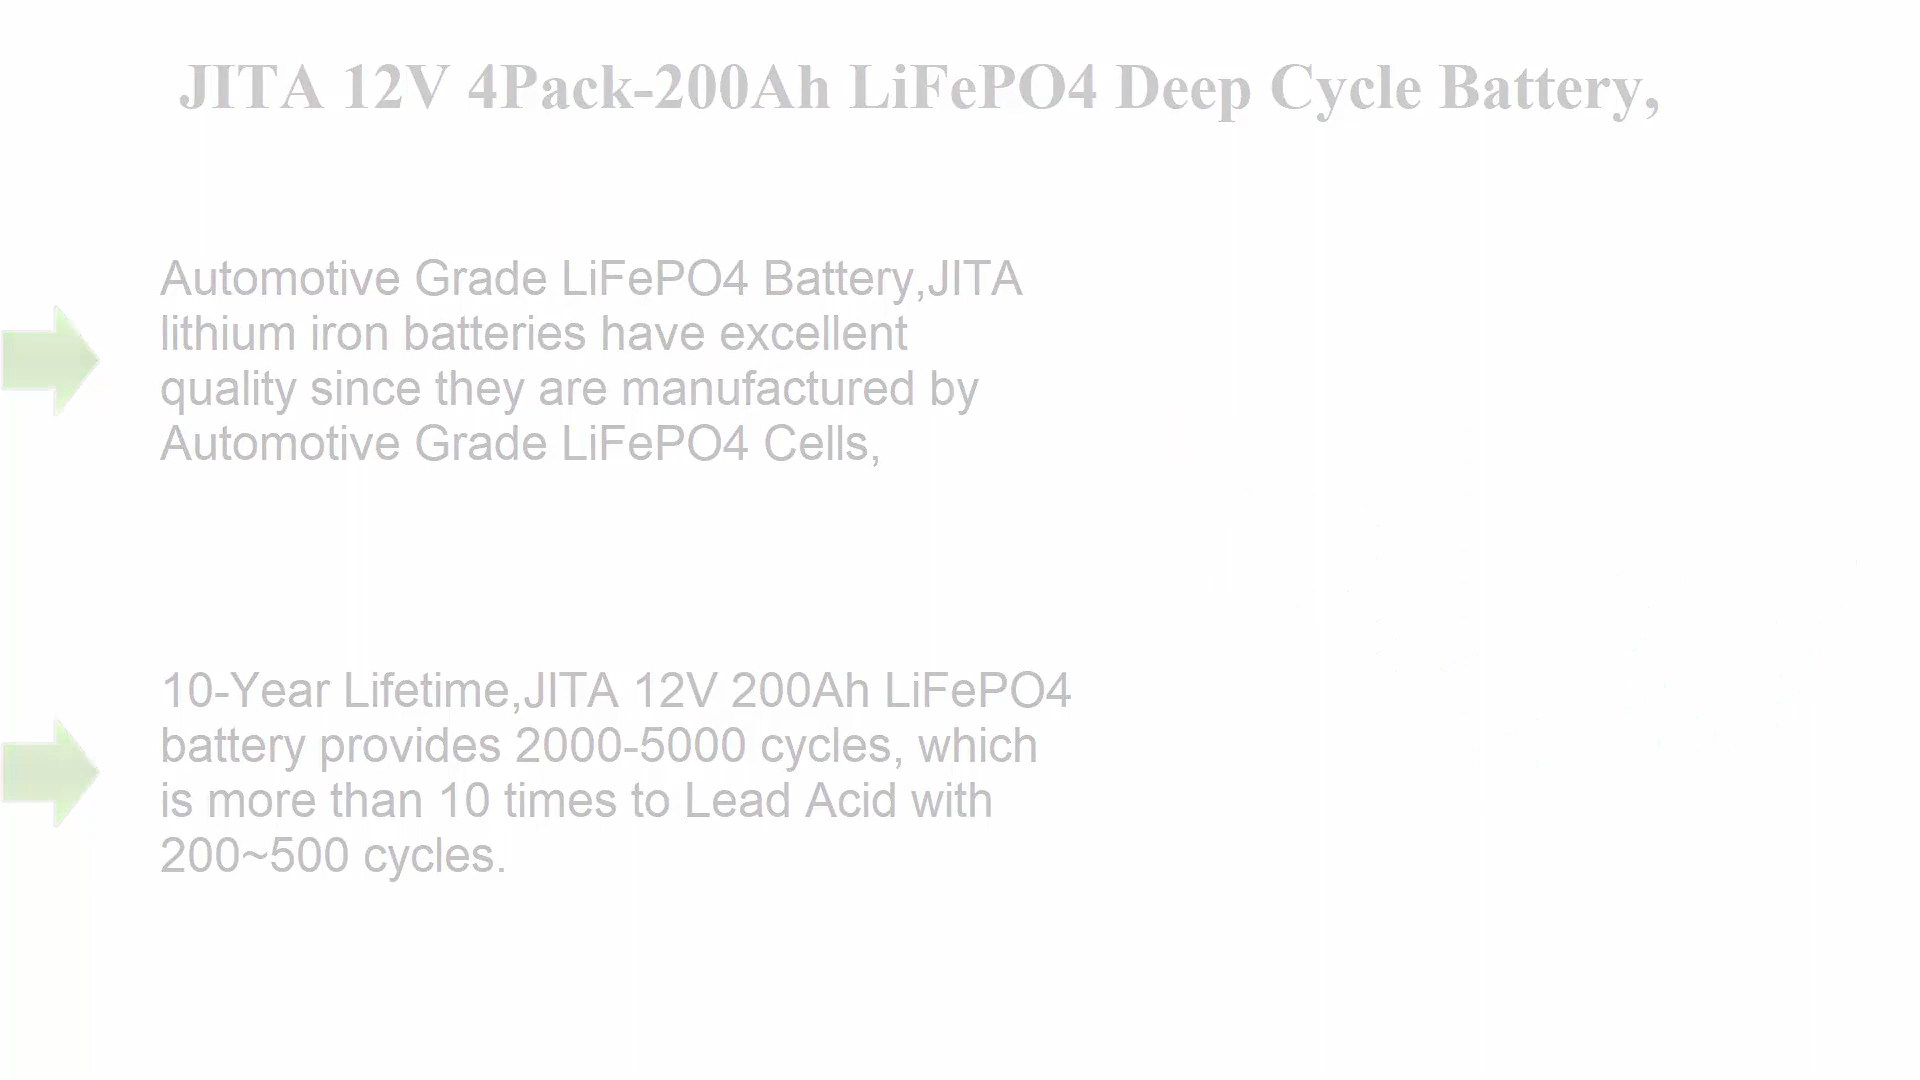 JITA 12V 4Pack-200Ah LiFePO4 Deep Cycle Battery,
Automotive Grade LiFePO4 Battery,JITA
lithium iron batteries have excellent
quality since they are manufactured by
Automotive Grade LiFePO4 Cells,
10-Year Lifetime,JITA 12V 200Ah LiFePO4
battery provides 2000-5000 cycles, which
is more than 10 times to Lead Acid with
200~500 cycles.